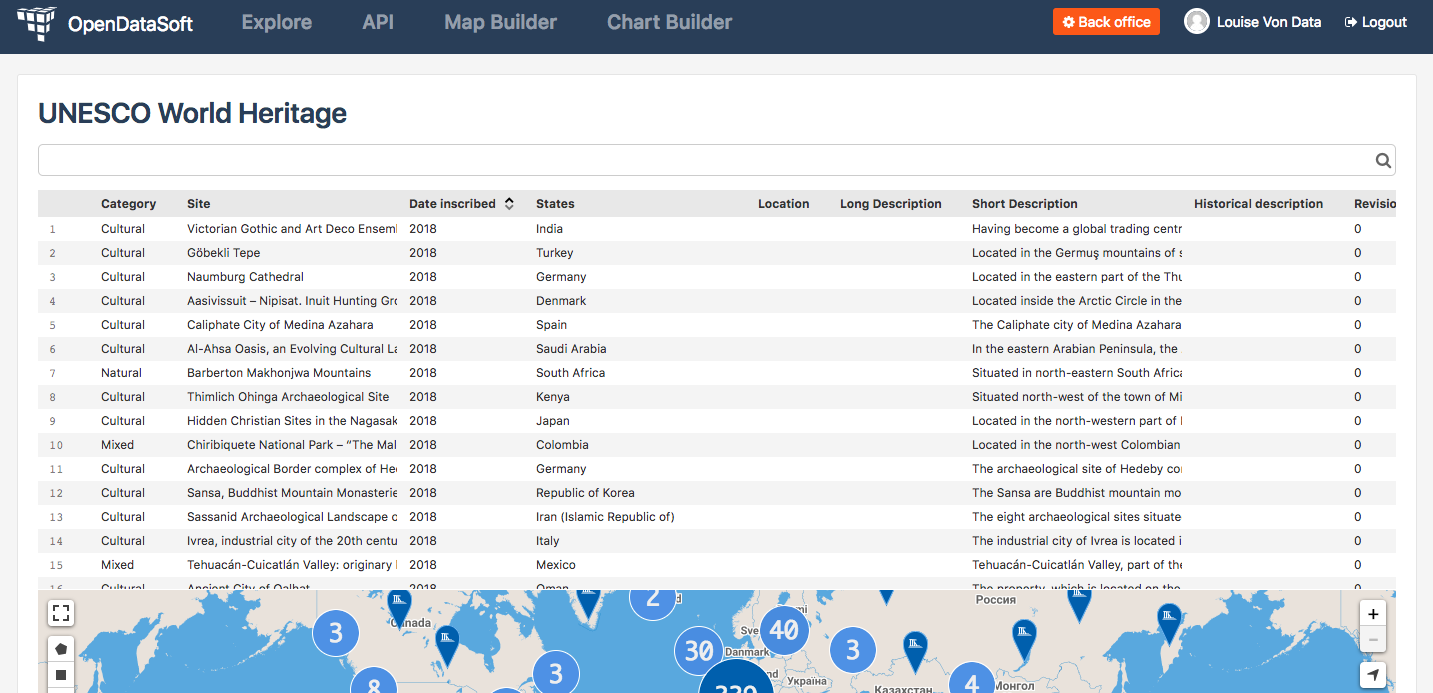 OpenDataSoft Explore API Map Builder Chart Builder Back office Louise Von Data Logout
UNESCO World Heritage
Category Site Date inscribed States Location Long Description Short Description Historical description Revisio
1 Cultural Victorian Gothic and Art Deco Ensem 2018 India Having become a global trading centr 0
2 Cultural Göbekli Tepe 2018 Turkey Located in the Germuş mountains of s 0
3 Cultural Naumburg Cathedral 2018 Germany Located in the eastern part of the Thu 0
4 Cultural Aasivissuit – Nipisat. Inuit Hunting Gro 2018 Denmark Located inside the Arctic Circle in the 0
5 Cultural Caliphate City of Medina Azahara 2018 Spain The Caliphate city of Medina Azahara 0
6 Cultural Al-Ahsa Oasis, an Evolving Cultural La 2018 Saudi Arabia In the eastern Arabian Peninsula, the 0
7 Natural Barberton Makhonjwa Mountains 2018 South Africa Situated in north-eastern South Africa 0
8 Cultural Thimlich Ohinga Archaeological Site 2018 Kenya Situated north-west of the town of Mi 0
9 Cultural Hidden Christian Sites in the Nagasak 2018 Japan Located in the north-western part of 0
10 Mixed Chiribiquete National Park – “The Mal 2018 Colombia Located in the north-west Colombian 0
11 Cultural Archaeological Border complex of He 2018 Germany The archaeological site of Hedeby co 0
12 Cultural Sansa, Buddhist Mountain Monasterie 2018 Republic of Korea The Sansa are Buddhist mountain mo 0
13 Cultural Sassanid Archaeological Landscape o 2018 Iran (Islamic Republic of) The eight archaeological sites situate 0
14 Cultural Ivrea, industrial city of the 20th centu 2018 Italy The industrial city of Ivrea is located i 0
15 Mixed Tehuacán-Cuicatlán Valley: originary 2018 Mexico Tehuacán-Cuicatlán Valley, part of the 0
16 Cultural Ancient City of Qalhat 2018 Oman The property, which is located on the 0
2 Россия +
Canada
3 40 −
30 Danmark 3
3 Україна
8 239 4 Казахстан Монгол